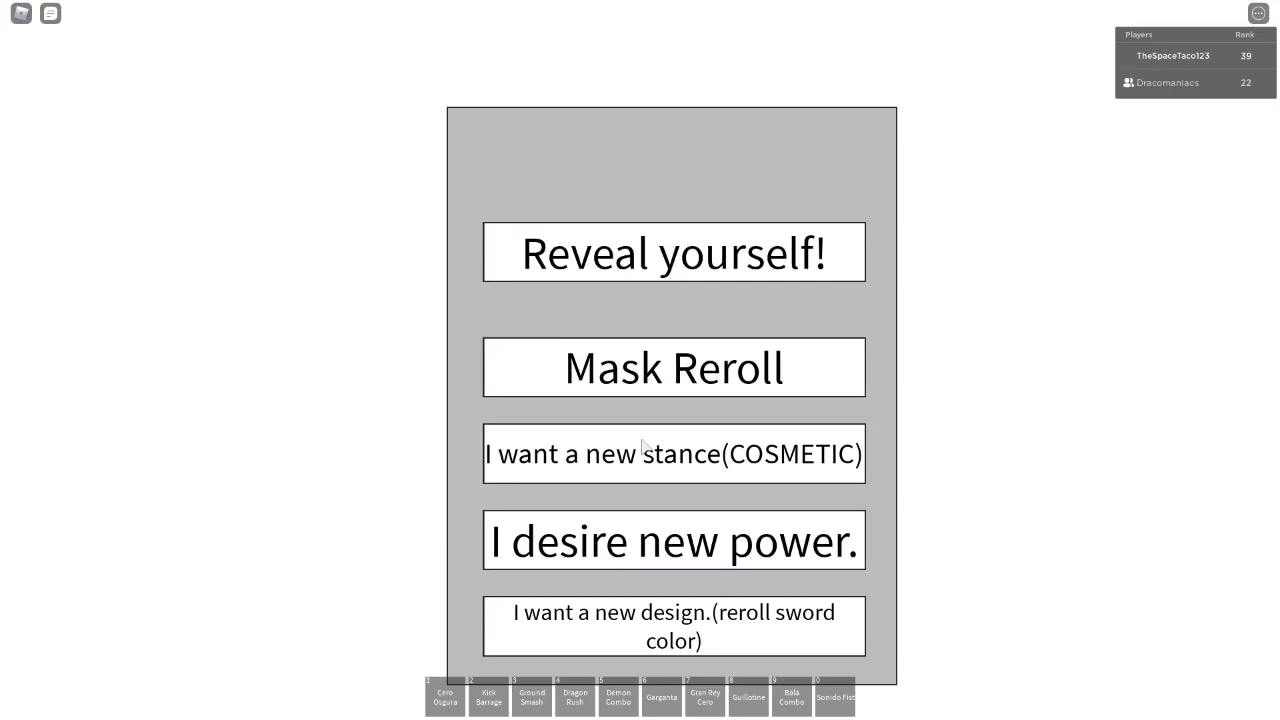 Players Rank
TheSpaceTaco123 39
Dracomaniacs 22
Reveal yourself!
Mask Reroll
I want a new stance(COSMETIC)
I desire new power.
I want a new design.(reroll sword
color)
1 2 3 4 5 6 7 8 9 0
Cero Kick Ground Dragon Demon Garganta Gran Rey Guillotine Bala Sonido Fist
Osgura Barrage Smash Rush Combo Cero Combo